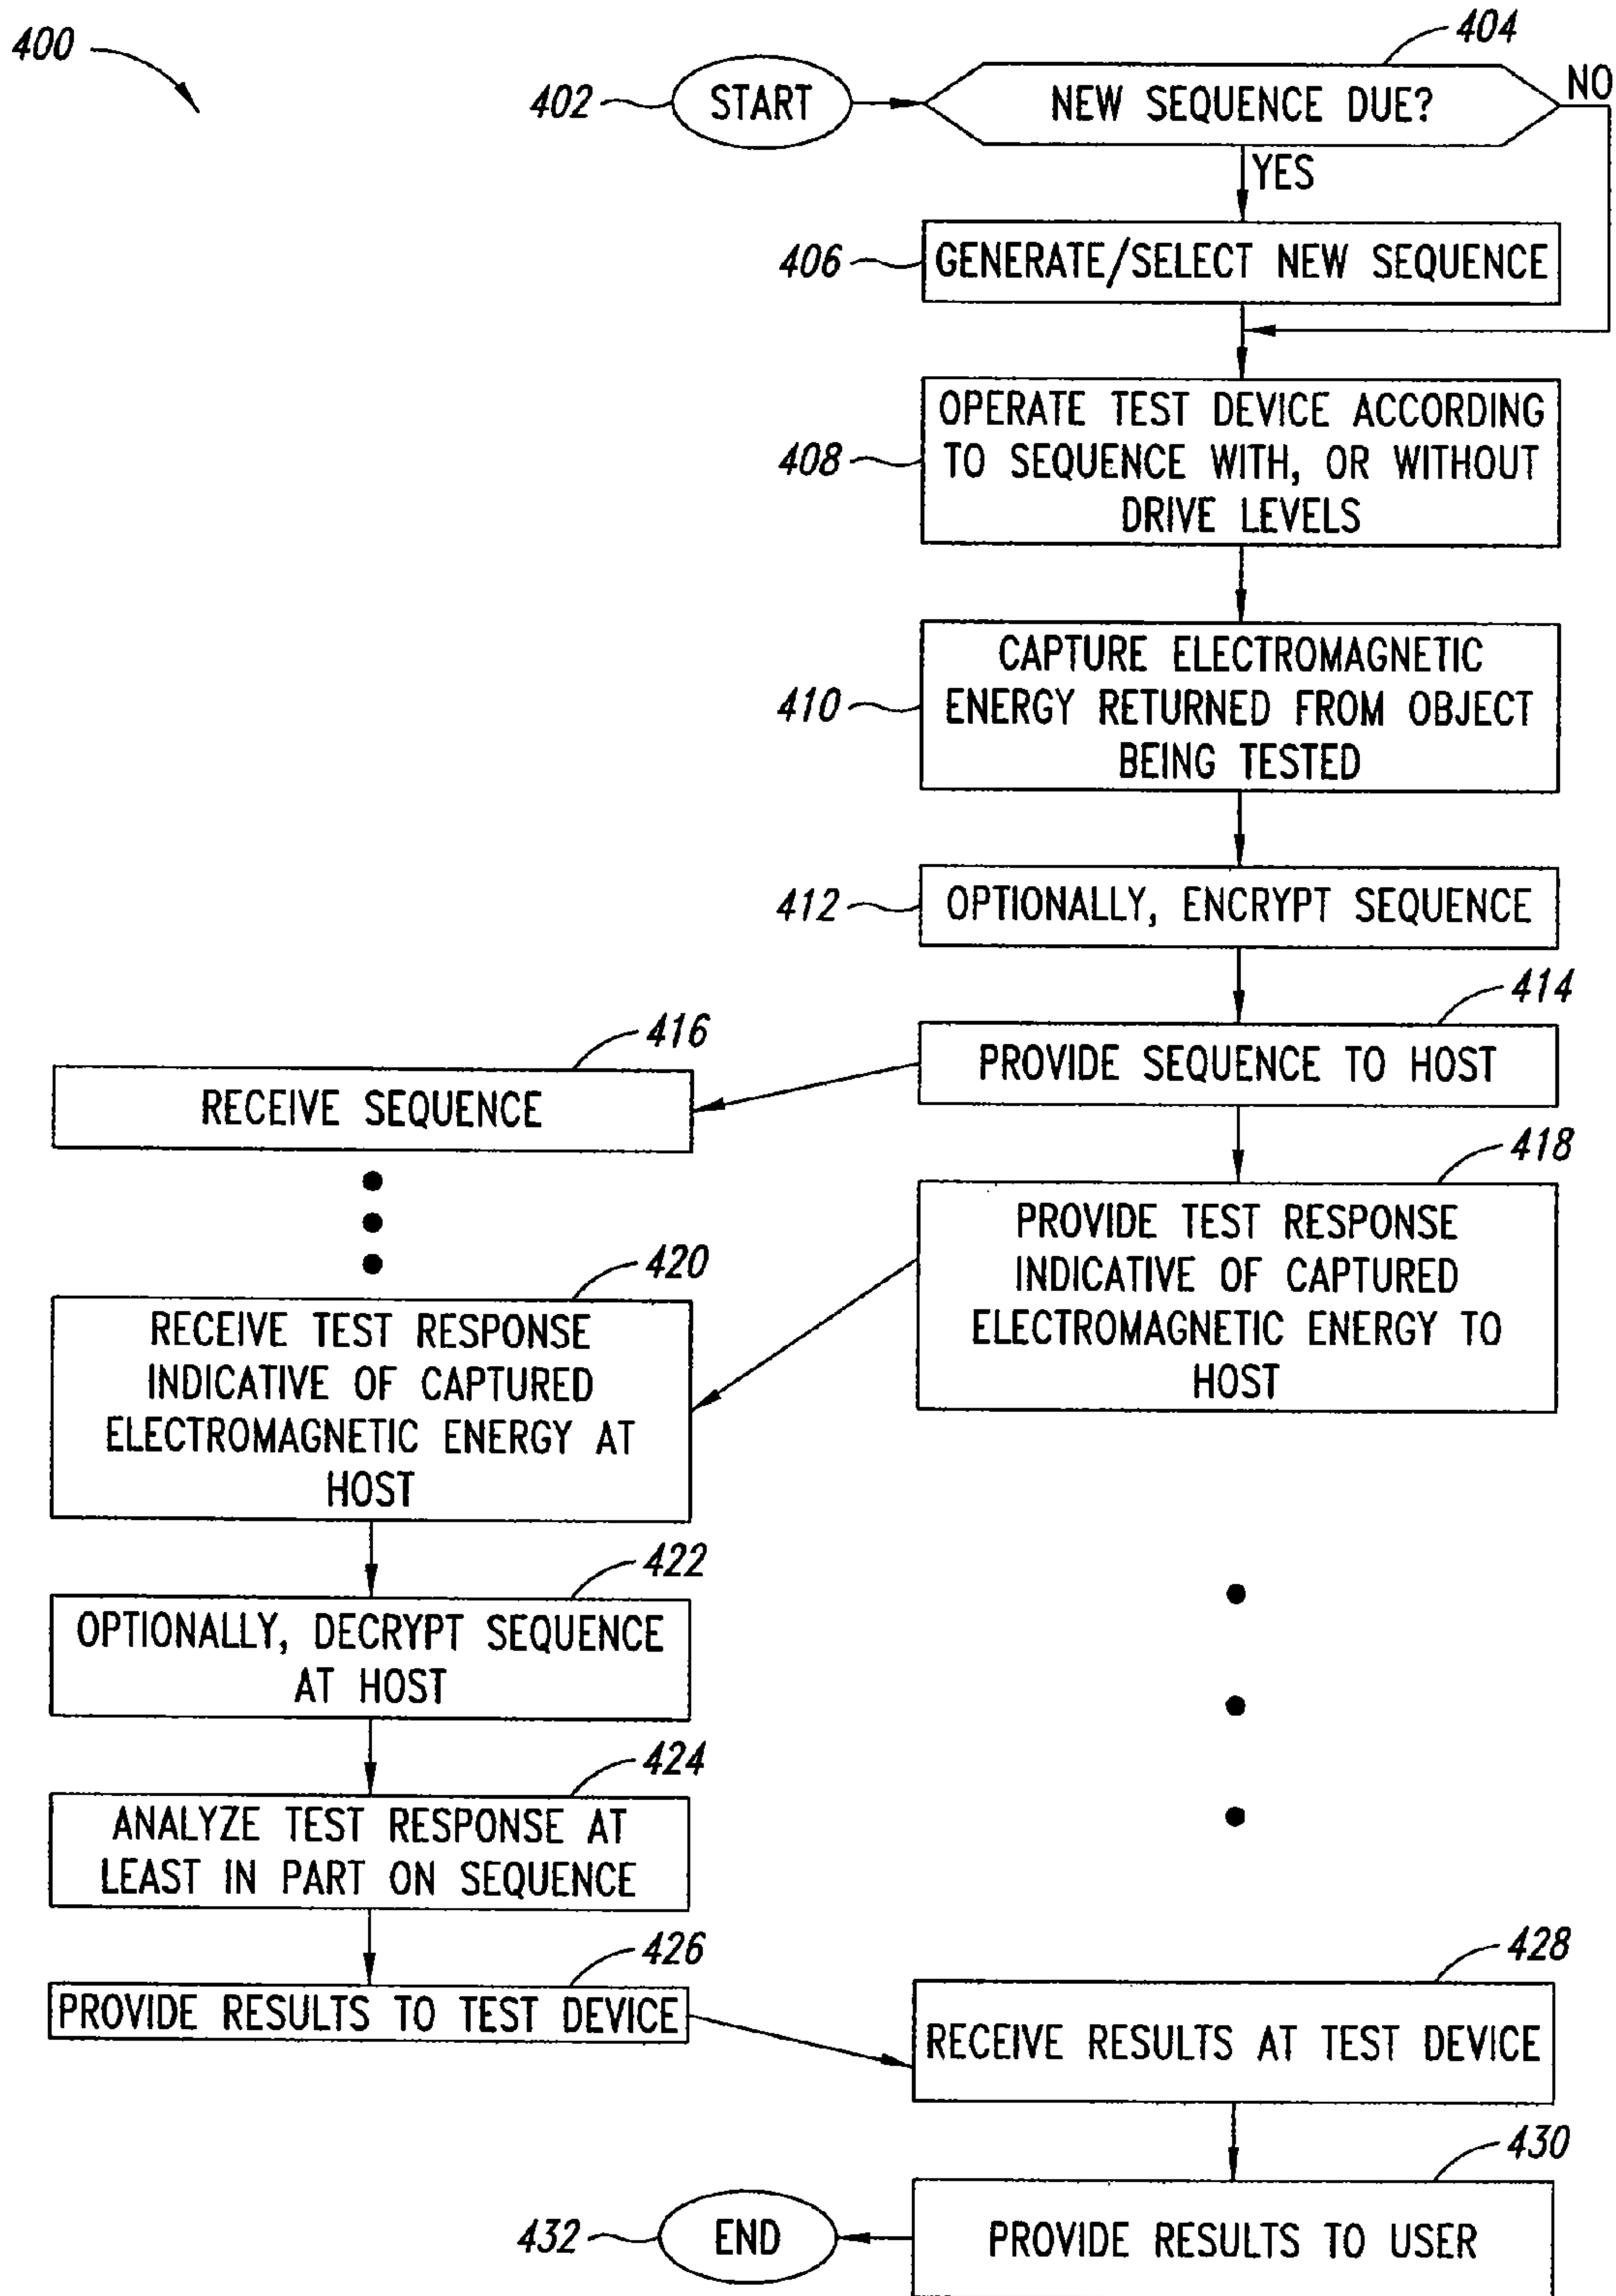 400
402
START
404
NEW SEQUENCE DUE?
NO
YES
406
GENERATE/SELECT NEW SEQUENCE
408
OPERATE TEST DEVICE ACCORDING
TO SEQUENCE WITH, OR WITHOUT
DRIVE LEVELS
410
CAPTURE ELECTROMAGNETIC
ENERGY RETURNED FROM OBJECT
BEING TESTED
412
OPTIONALLY, ENCRYPT SEQUENCE
414
PROVIDE SEQUENCE TO HOST
416
RECEIVE SEQUENCE
418
PROVIDE TEST RESPONSE
INDICATIVE OF CAPTURED
ELECTROMAGNETIC ENERGY TO
HOST
420
RECEIVE TEST RESPONSE
INDICATIVE OF CAPTURED
ELECTROMAGNETIC ENERGY AT
HOST
422
OPTIONALLY, DECRYPT SEQUENCE
AT HOST
424
ANALYZE TEST RESPONSE AT
LEAST IN PART ON SEQUENCE
426
PROVIDE RESULTS TO TEST DEVICE
428
RECEIVE RESULTS AT TEST DEVICE
430
PROVIDE RESULTS TO USER
432
END